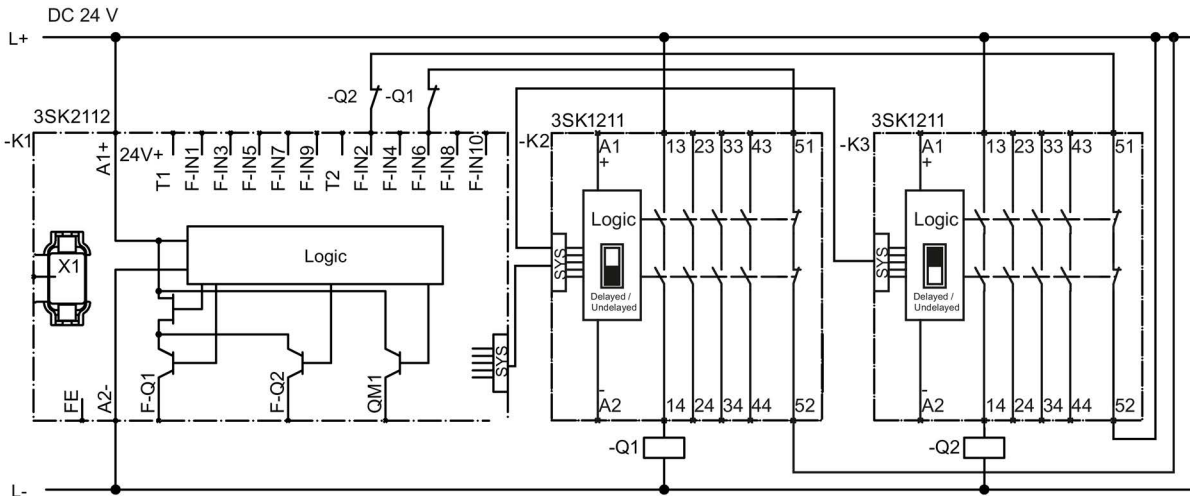 DC 24 V
L+
-Q2
-Q1
3SK2112
3SK1211
3SK1211
-K1
-K2
-K3
A1+
24V+
T1
F-IN1
F-IN3
F-IN5
F-IN7
F-IN9
T2
F-IN2
F-IN4
F-IN6
F-IN8
F-IN10
A1
+
13
23
33
43
51
A1
+
13
23
33
43
51
X1
Logic
Logic
Logic
SYS
SYS
SYS
Delayed /
Undelayed
Delayed /
Undelayed
FE
A2-
F-Q1
F-Q2
QM1
-
A2
14
24
34
44
52
-
A2
14
24
34
44
52
-Q1
-Q2
L-